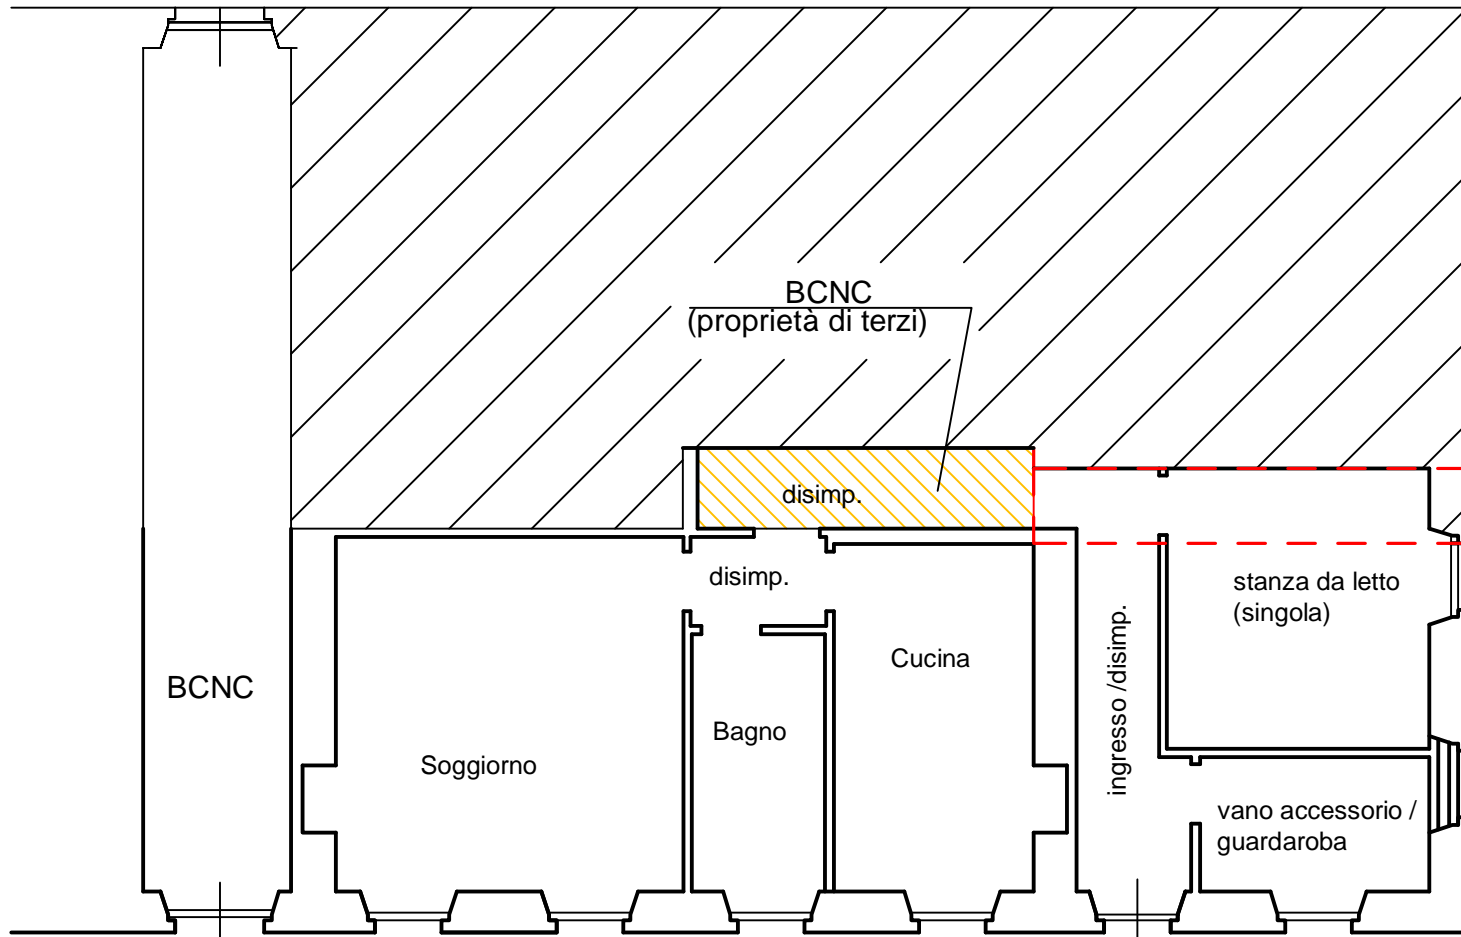 BCNC
(proprietà di terzi)
disimp.
disimp.
stanza da letto
(singola)
Cucina
ingresso /disimp.
BCNC
Bagno
Soggiorno
vano accessorio /
guardaroba